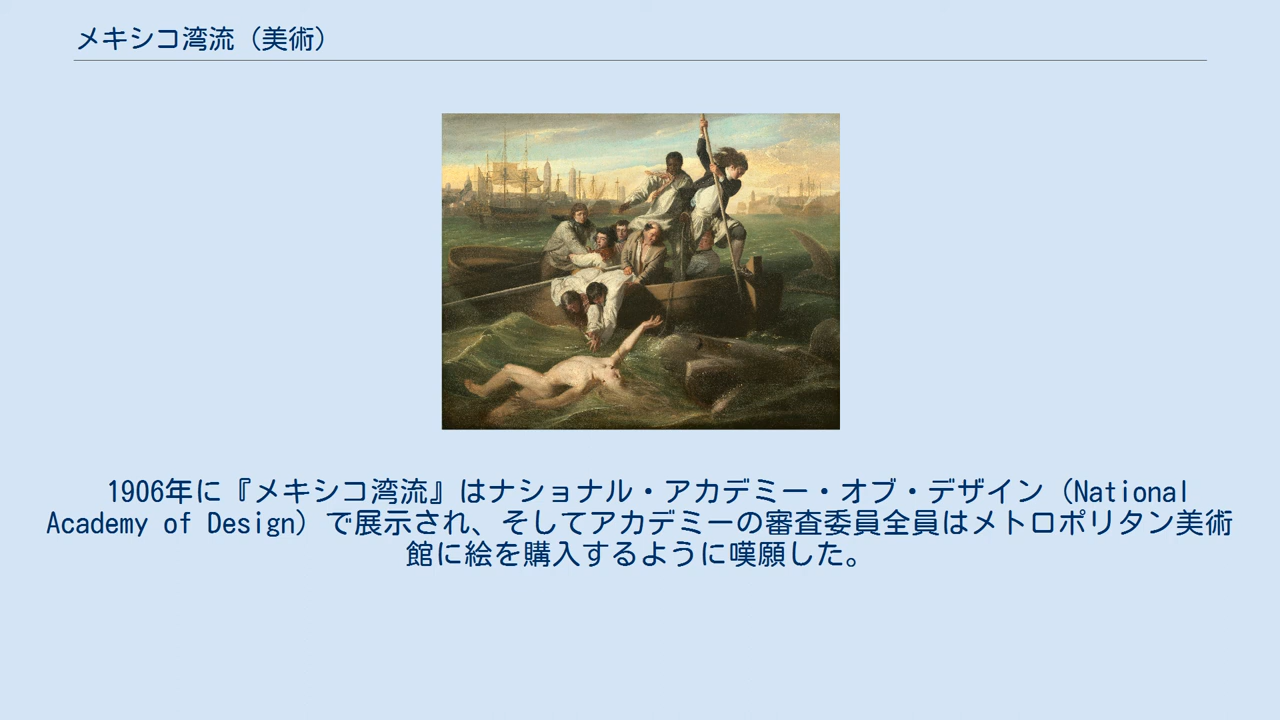 メキシコ湾流（美術）
1906年に『メキシコ湾流』はナショナル・アカデミー・オブ・デザイン（National
Academy of Design）で展示され、そしてアカデミーの審査委員全員はメトロポリタン美術
館に絵を購入するように嘆願した。